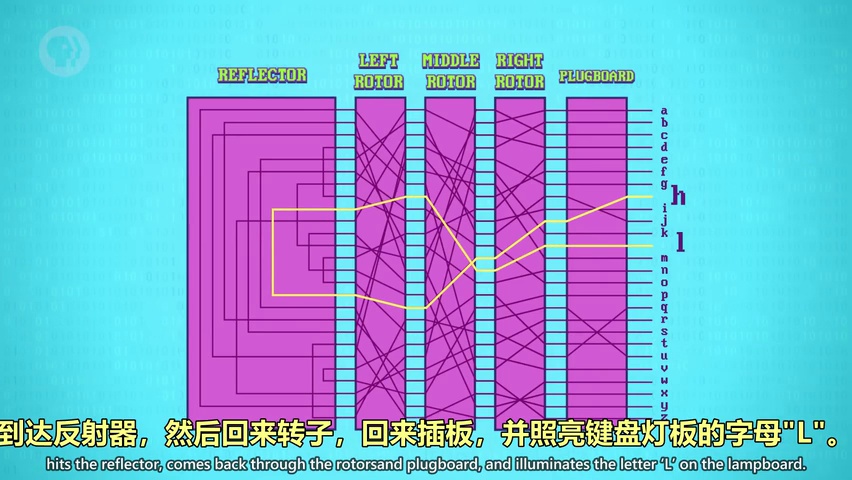 REFLECTOR
LEFT
ROTOR
MIDDLE
ROTOR
RIGHT
ROTOR
PLUGBOARD
a
b
c
d
e
f
g
h
i
j
k
l
m
n
o
p
q
r
s
t
u
v
w
x
y
z
到达反射器，然后回来转子，回来插板，并照亮键盘灯板的字母"L"。
hits the reflector, comes back through the rotorsand plugboard, and illuminates the letter ‘L’ on the lampboard.